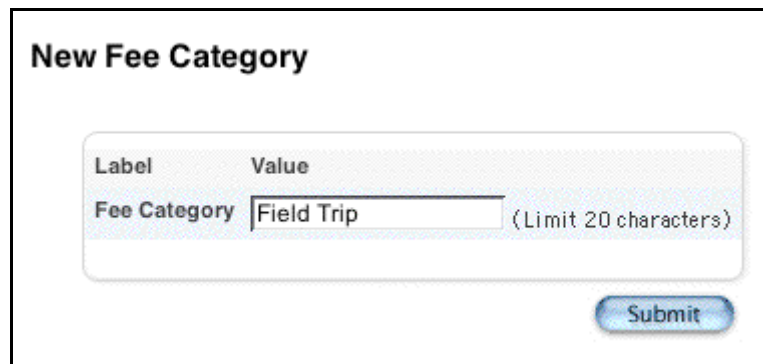 New Fee Category
Label Value
Fee Category Field Trip (Limit 20 characters)
Submit